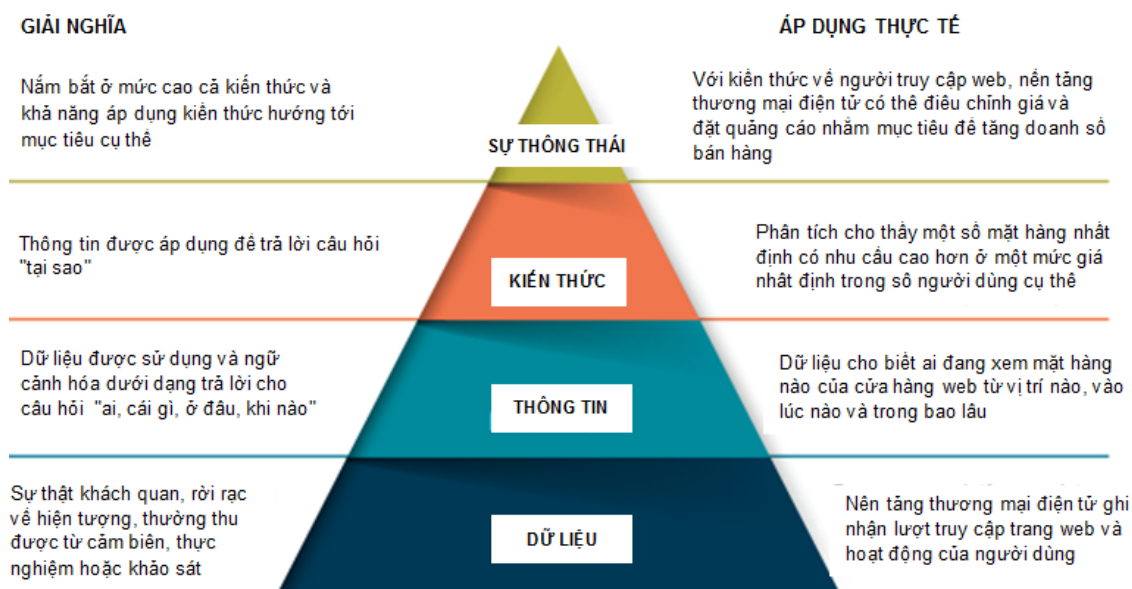 GIẢI NGHĨA
ÁP DỤNG THỰC TẾ
Nắm bắt ở mức cao cả kiến thức và
khả năng áp dụng kiến thức hướng tới
mục tiêu cụ thể
SỰ THÔNG THÁI
Với kiến thức về người truy cập web, nền tảng
thương mại điện tử có thể điều chỉnh giá và
đặt quảng cáo nhắm mục tiêu để tăng doanh số
bán hàng
Thông tin được áp dụng để trả lời câu hỏi
"tại sao"
KIẾN THỨC
Phân tích cho thấy một số mặt hàng nhất
định có nhu cầu cao hơn ở một mức giá
nhất định trong số người dùng cụ thể
Dữ liệu được sử dụng và ngữ
cảnh hóa dưới dạng trả lời cho
câu hỏi "ai, cái gì, ở đâu, khi nào"
THÔNG TIN
Dữ liệu cho biết ai đang xem mặt hàng
nào của cửa hàng web từ vị trí nào, vào
lúc nào và trong bao lâu
Sự thật khách quan, rời rạc
về hiện tượng, thường thu
được từ cảm biên, thực
nghiệm hoặc khảo sát
DỮ LIỆU
Nên tảng thương mại điện tử ghi
nhận lượt truy cập trang web và
hoạt động của người dùng